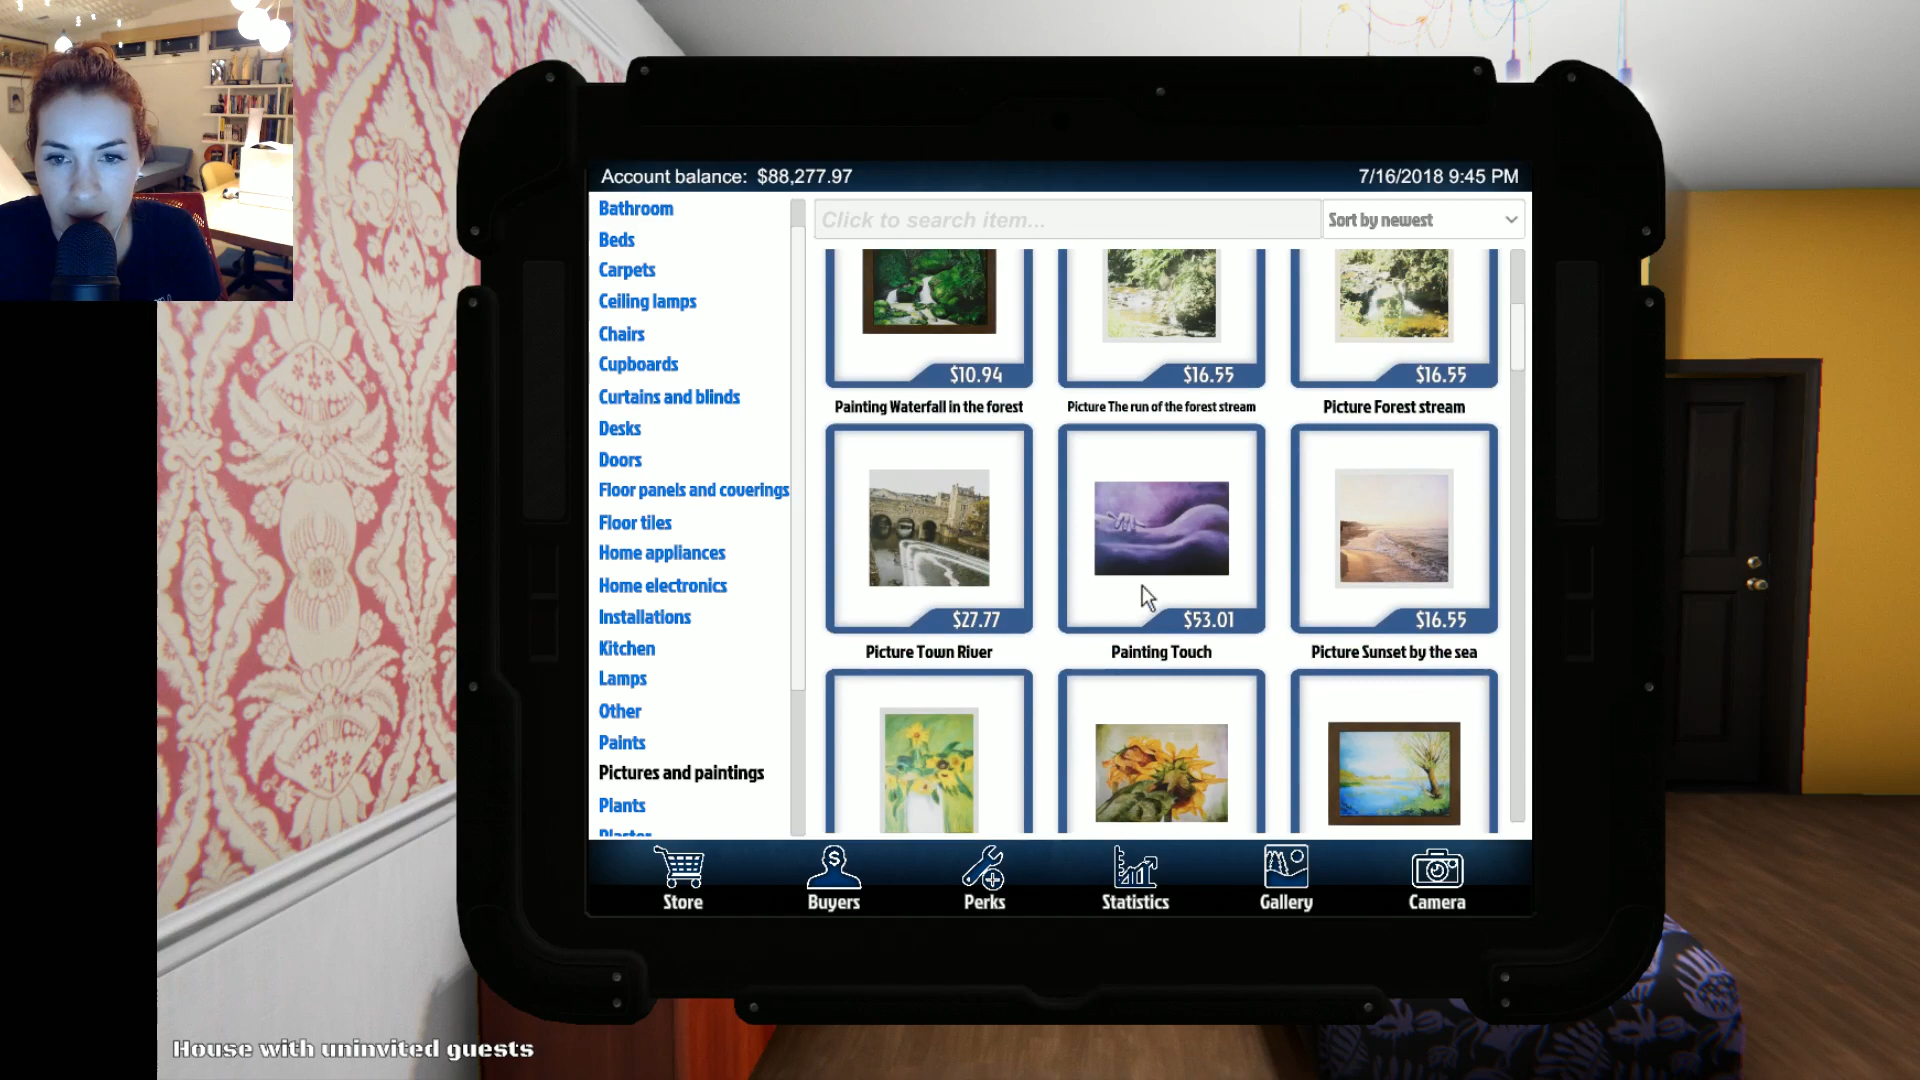 Account balance: $88,277.97
7/16/2018 9:45 PM
Bathroom
Beds
Carpets
Ceiling lamps
Chairs
Cupboards
Curtains and blinds
Desks
Doors
Floor panels and coverings
Floor tiles
Home appliances
Home electronics
Installations
Kitchen
Lamps
Other
Paints
Pictures and paintings
Plants
Plaster
Click to search item...
Sort by newest
$10.94
$16.55
$16.55
Painting Waterfall in the forest
Picture The run of the forest stream
Picture Forest stream
$27.77
$53.01
$16.55
Picture Town River
Painting Touch
Picture Sunset by the sea
Store
Buyers
Perks
Statistics
Gallery
Camera
House with uninvited guests